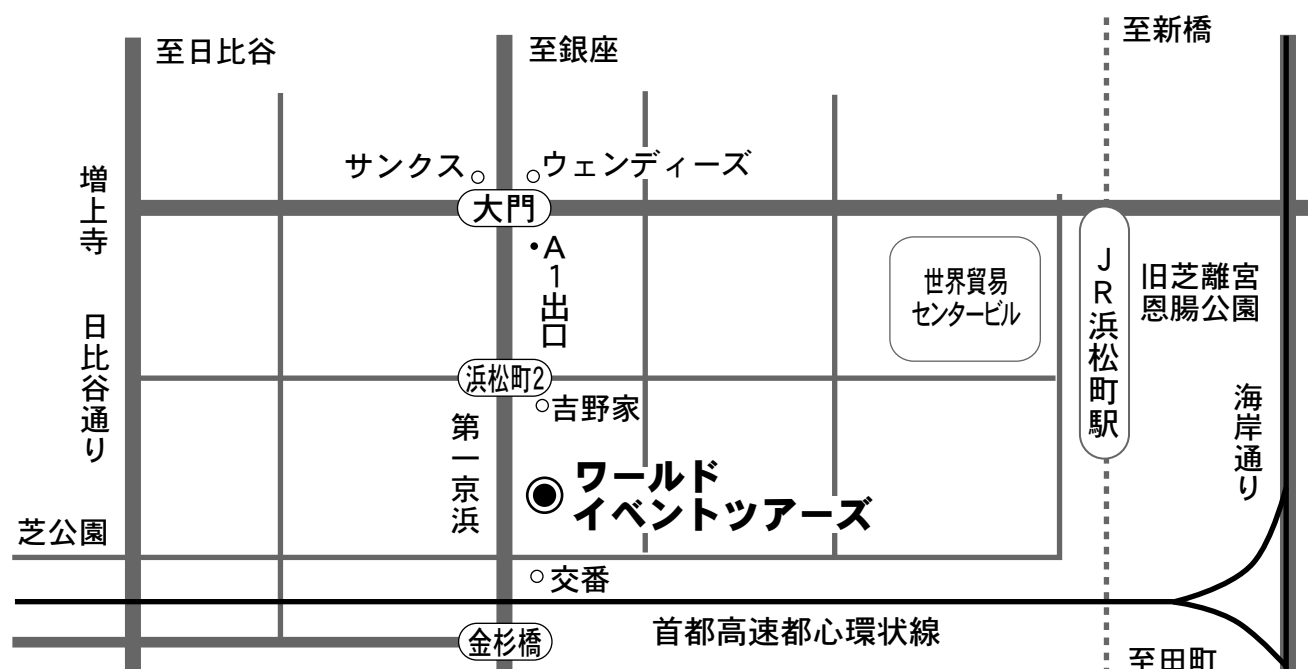 至日比谷
至銀座
至新橋
サンクス
ウェンディーズ
大門
増上寺
A1出口
世界貿易
センタービル
JR浜松町駅
旧芝離宮
恩腸公園
日比谷通り
浜松町2
吉野家
第一京浜
海岸通り
ワールド
イベントツアーズ
芝公園
交番
首都高速都心環状線
金杉橋
至田町